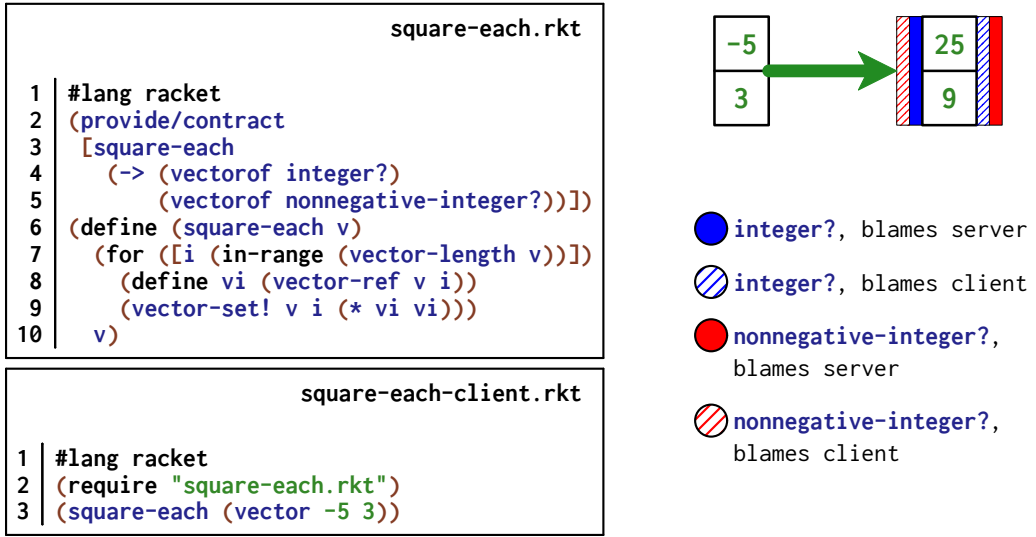 square-each.rkt
1 #lang racket
2 (provide/contract
3 [square-each
4 (-> (vectorof integer?)
5 (vectorof nonnegative-integer?))])
6 (define (square-each v)
7 (for ([i (in-range (vector-length v))])
8 (define vi (vector-ref v i))
9 (vector-set! v i (* vi vi)))
10 v)
square-each-client.rkt
1 #lang racket
2 (require "square-each.rkt")
3 (square-each (vector -5 3))
-5 25
3 9
integer?, blames server
integer?, blames client
nonnegative-integer?,
blames server
nonnegative-integer?,
blames client